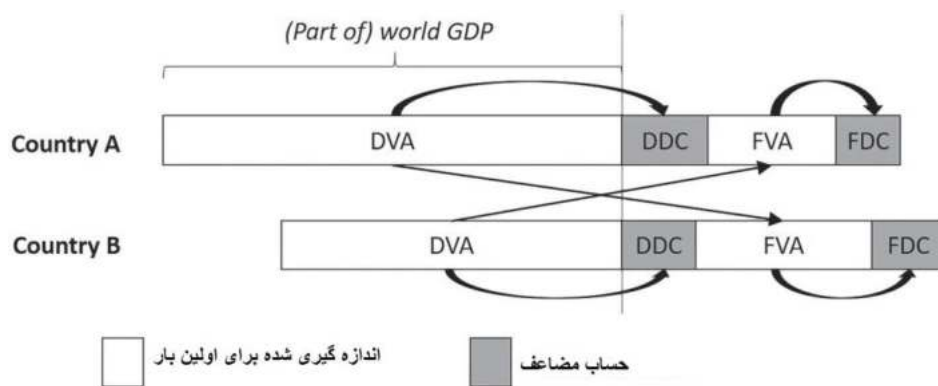 (Part of) world GDP
Country A DVA DDC FVA FDC
Country B DVA DDC FVA FDC
اندازه گیری شده برای اولین بار
حساب مضاعف